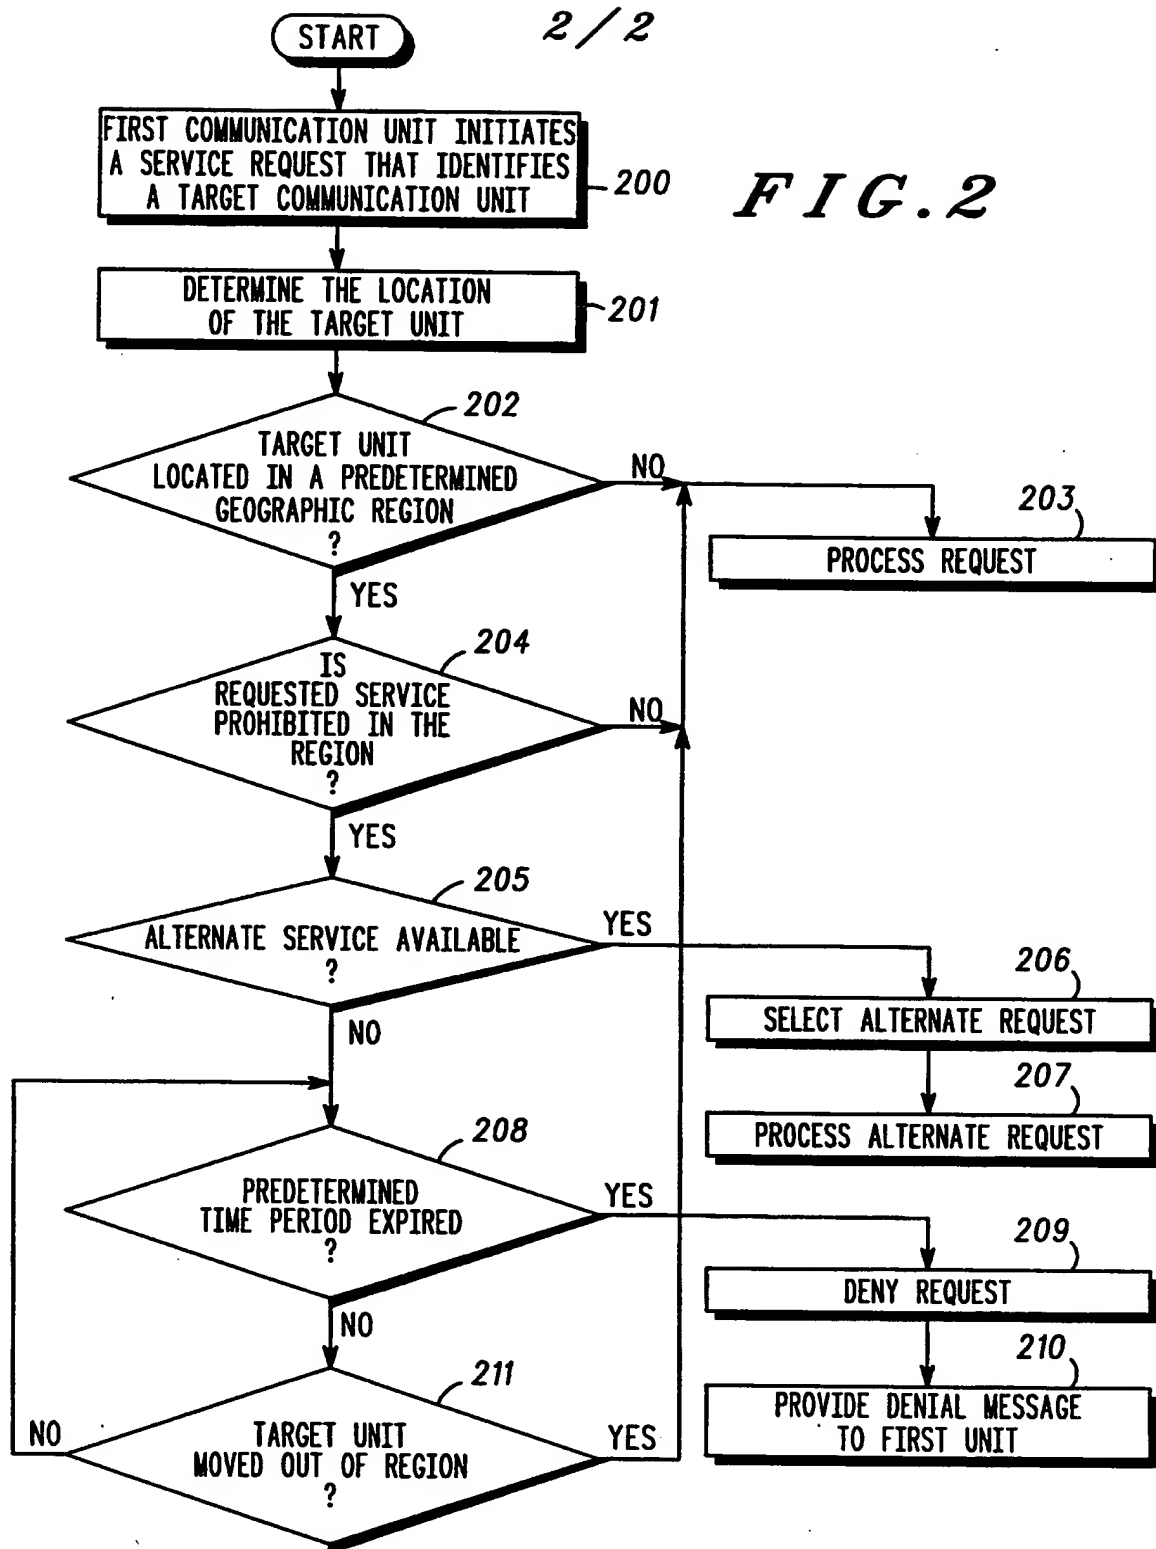 START
2/2
FIRST COMMUNICATION UNIT INITIATES
A SERVICE REQUEST THAT IDENTIFIES
A TARGET COMMUNICATION UNIT
200
FIG.2
DETERMINE THE LOCATION
OF THE TARGET UNIT
201
202
TARGET UNIT
LOCATED IN A PREDETERMINED
GEOGRAPHIC REGION
?
NO
203
PROCESS REQUEST
YES
204
IS
REQUESTED SERVICE
PROHIBITED IN THE
REGION
?
NO
YES
205
ALTERNATE SERVICE AVAILABLE
?
YES
206
SELECT ALTERNATE REQUEST
NO
207
PROCESS ALTERNATE REQUEST
208
PREDETERMINED
TIME PERIOD EXPIRED
?
YES
209
DENY REQUEST
NO
210
PROVIDE DENIAL MESSAGE
TO FIRST UNIT
211
TARGET UNIT
MOVED OUT OF REGION
?
NO
YES